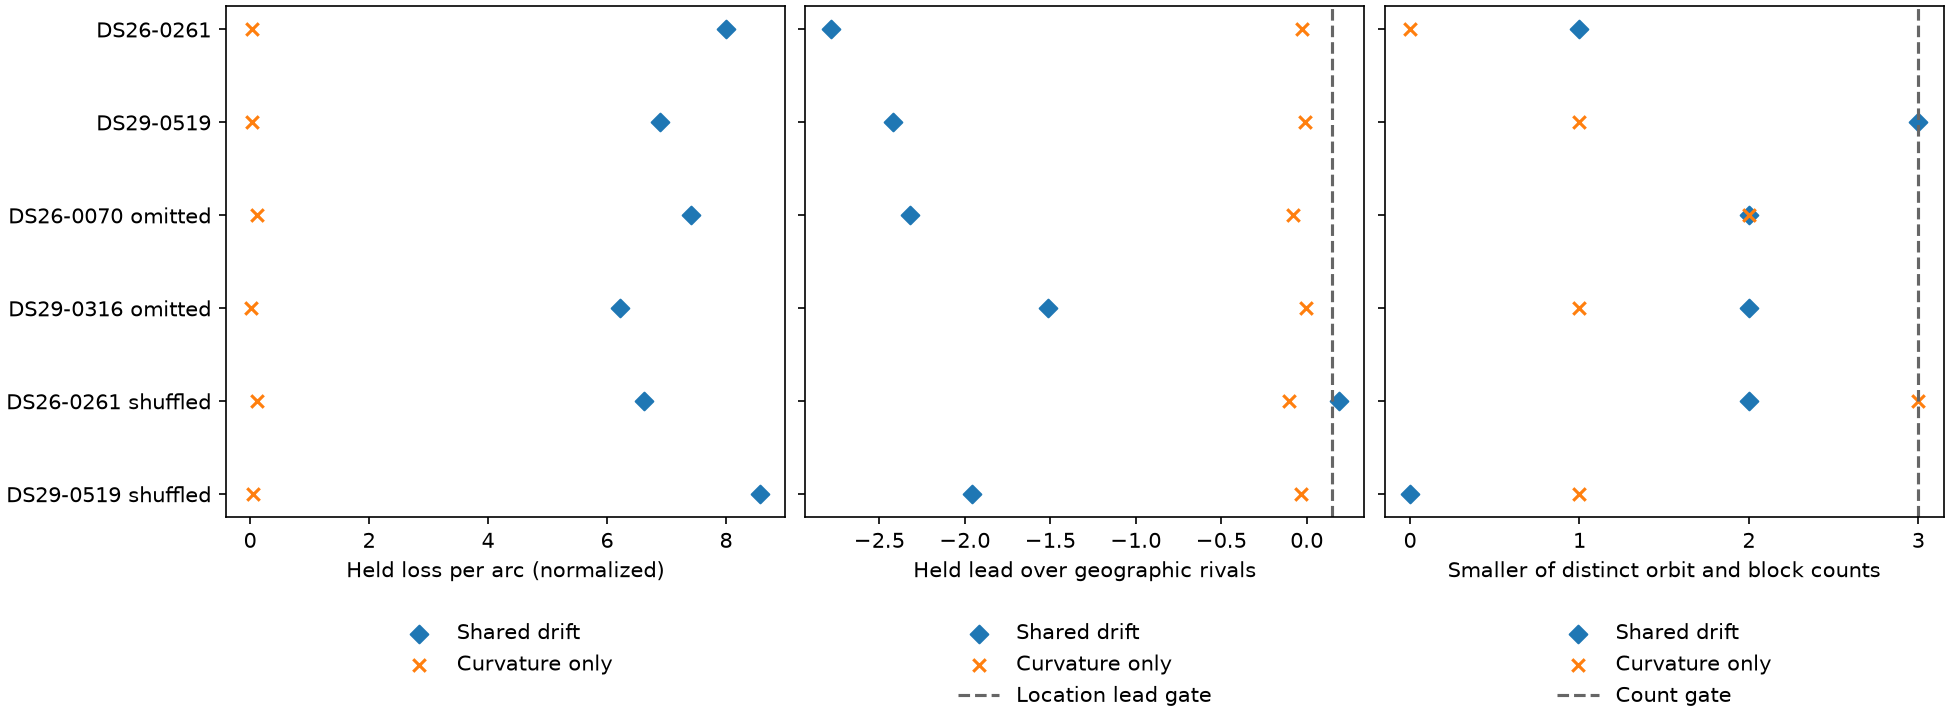 DS26-0261
DS29-0519
DS26-0070 omitted
DS29-0316 omitted
DS26-0261 shuffled
DS29-0519 shuffled
0 2 4 6 8
Held loss per arc (normalized)
Shared drift
Curvature only
−2.5 −2.0 −1.5 −1.0 −0.5 0.0
Held lead over geographic rivals
Shared drift
Curvature only
Location lead gate
0 1 2 3
Smaller of distinct orbit and block counts
Shared drift
Curvature only
Count gate